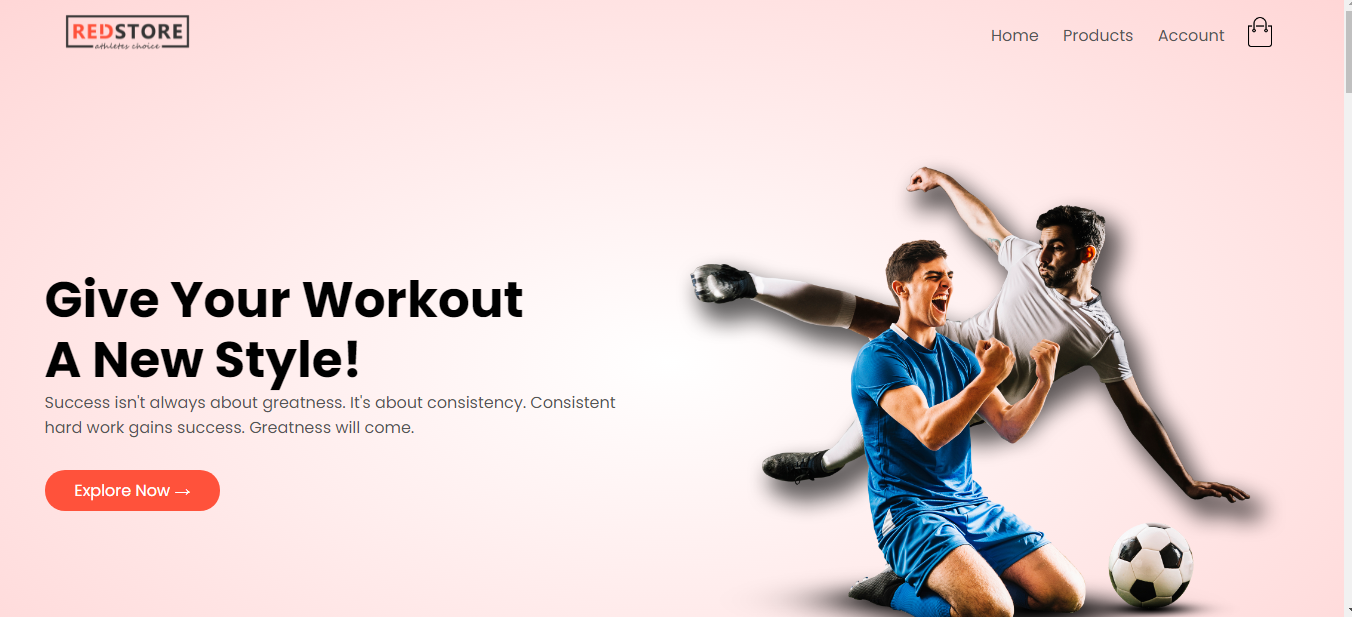 REDSTORE
athletes choice
Home
Products
Account
Give Your Workout
A New Style!
Success isn't always about greatness. It's about consistency. Consistent
hard work gains success. Greatness will come.
Explore Now →